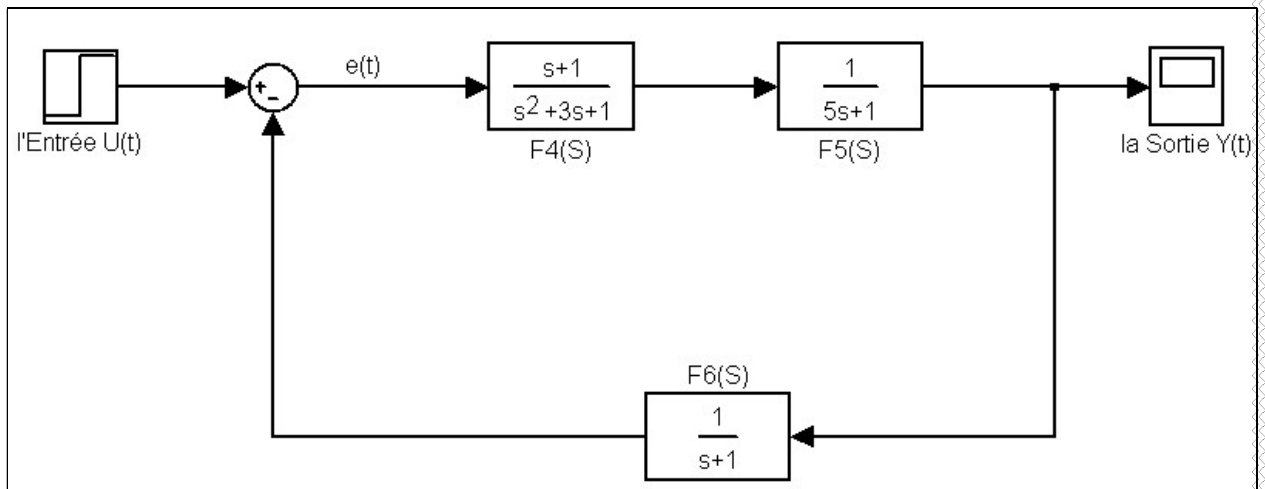 l'Entrée U(t)
+
-
e(t)
s+1
s2+3s+1
F4(S)
1
5s+1
F5(S)
la Sortie Y(t)
F6(S)
1
s+1